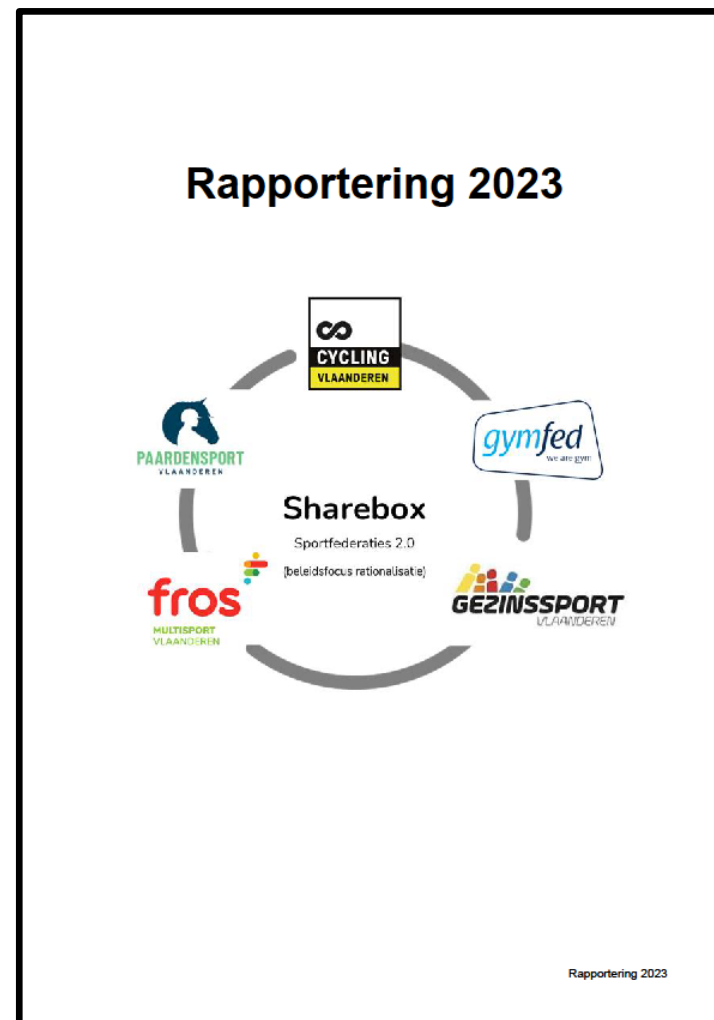 Rapportering 2023
CYCLING
VLAANDEREN
PAARDENSPORT
VLAANDEREN
gymfed
we are gym
Sharebox
Sportfederaties 2.0
(beleidsfocus rationalisatie)
fros
MULTISPORT
VLAANDEREN
GEZINSSPORT
VLAANDEREN
Rapportering 2023